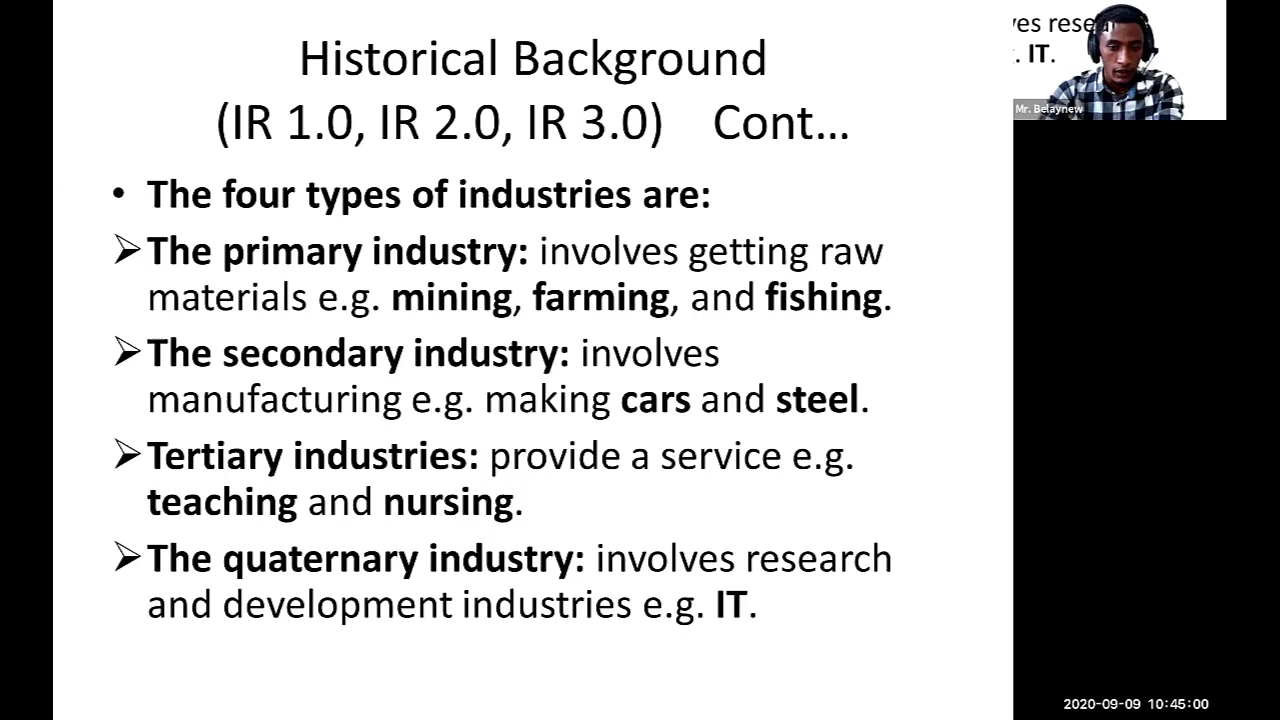 Historical Background
(IR 1.0, IR 2.0, IR 3.0) Cont...
• The four types of industries are:
➢ The primary industry: involves getting raw
materials e.g. mining, farming, and fishing.
➢ The secondary industry: involves
manufacturing e.g. making cars and steel.
➢ Tertiary industries: provide a service e.g.
teaching and nursing.
➢ The quaternary industry: involves research
and development industries e.g. IT.
IT.
Mr. Belaynew
2020-09-09 10:45:00